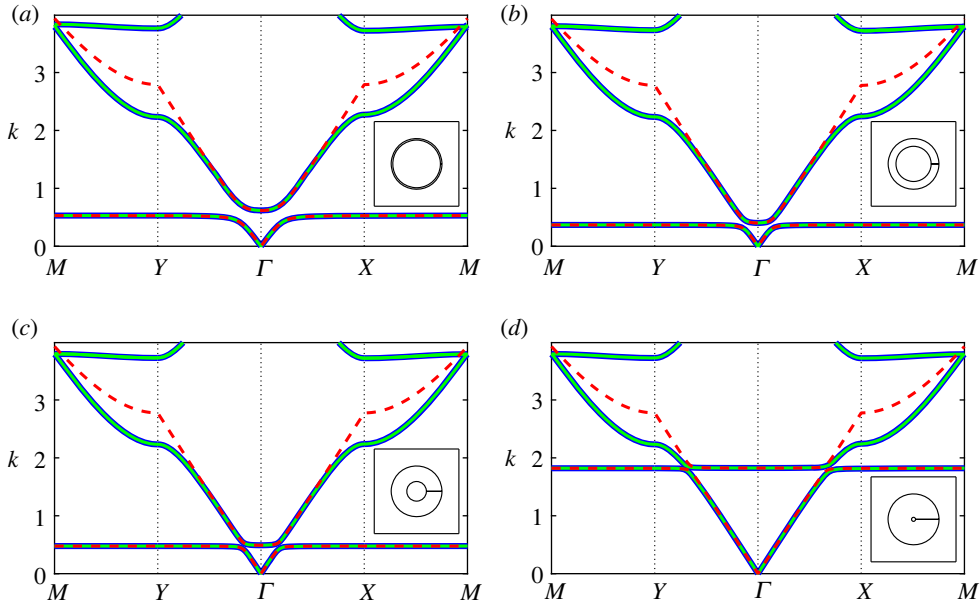 (a) (b)
3 3
k 2 k 2
1 1
0 0
M Y Γ X M M Y Γ X M
(c) (d)
3 3
k 2 k 2
1 1
0 0
M Y Γ X M M Y Γ X M